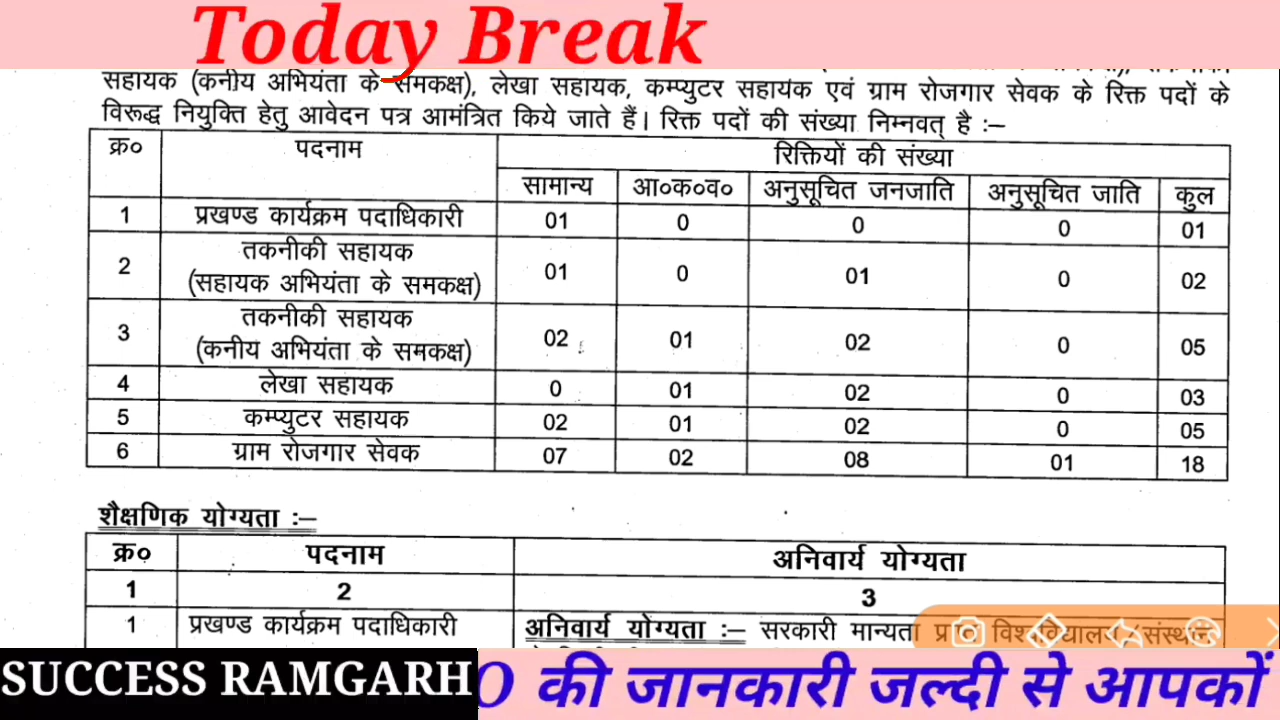 Today Break
सहायक (कनीय अभियंता के समकक्ष), लेखा सहायक, कम्प्युटर सहायक एवं ग्राम रोजगार सेवक के रिक्त पदों के
विरूद्ध नियुक्ति हेतु आवेदन पत्र आमंत्रित किये जाते हैं। रिक्त पदों की संख्या निम्नवत् है :–
क्र० पदनाम रिक्तियों की संख्या
सामान्य आ०क०व० अनुसूचित जनजाति अनुसूचित जाति कुल
1 प्रखण्ड कार्यक्रम पदाधिकारी 01 0 0 0 01
2 तकनीकी सहायक (सहायक अभियंता के समकक्ष) 01 0 01 0 02
3 तकनीकी सहायक (कनीय अभियंता के समकक्ष) 02 01 02 0 05
4 लेखा सहायक 0 01 02 0 03
5 कम्प्युटर सहायक 02 01 02 0 05
6 ग्राम रोजगार सेवक 07 02 08 01 18
शैक्षणिक योग्यता :–
क्र० पदनाम अनिवार्य योग्यता
1 2 3
1 प्रखण्ड कार्यक्रम पदाधिकारी अनिवार्य योग्यता :– सरकारी मान्यता प्राप्त विश्वविद्यालय/संस्थान
SUCCESS RAMGARH
O की जानकारी जल्दी से आपकों